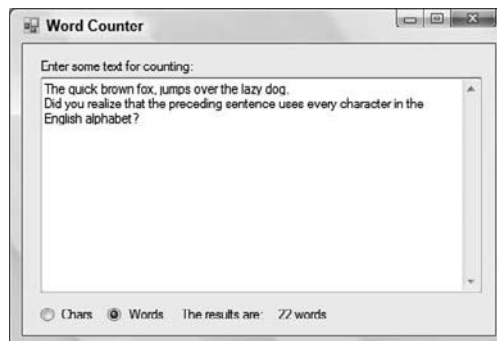 Word Counter
Enter some text for counting:
The quick brown fox, jumps over the lazy dog.
Did you realize that the preceding sentence uses every character in the
English alphabet?
Chars Words The results are: 22 words